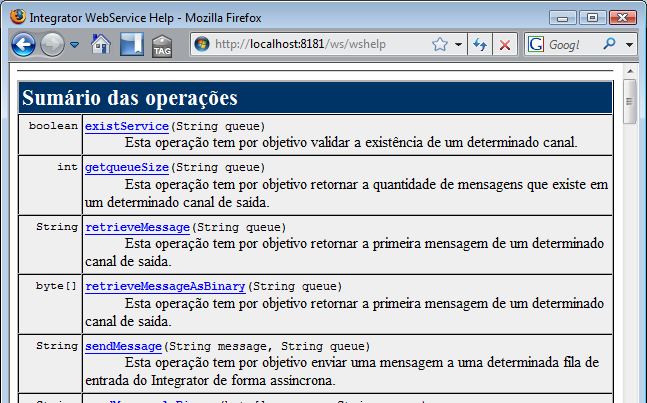 Integrator WebService Help - Mozilla Firefox
TAG
http://localhost:8181/ws/wshelp
G Googl
Sumário das operações
boolean existService(String queue)
Esta operação tem por objetivo validar a existência de um determinado canal.
int getqueueSize(String queue)
Esta operação tem por objetivo retornar a quantidade de mensagens que existe em
um determinado canal de saida.
String retrieveMessage(String queue)
Esta operação tem por objetivo retornar a primeira mensagem de um determinado
canal de saida.
byte[] retrieveMessageAsBinary(String queue)
Esta operação tem por objetivo retornar a primeira mensagem de um determinado
canal de saida.
String sendMessage(String message, String queue)
Esta operação tem por objetivo enviar uma mensagem a uma determinada fila de
entrada do Integrator de forma assincrona.